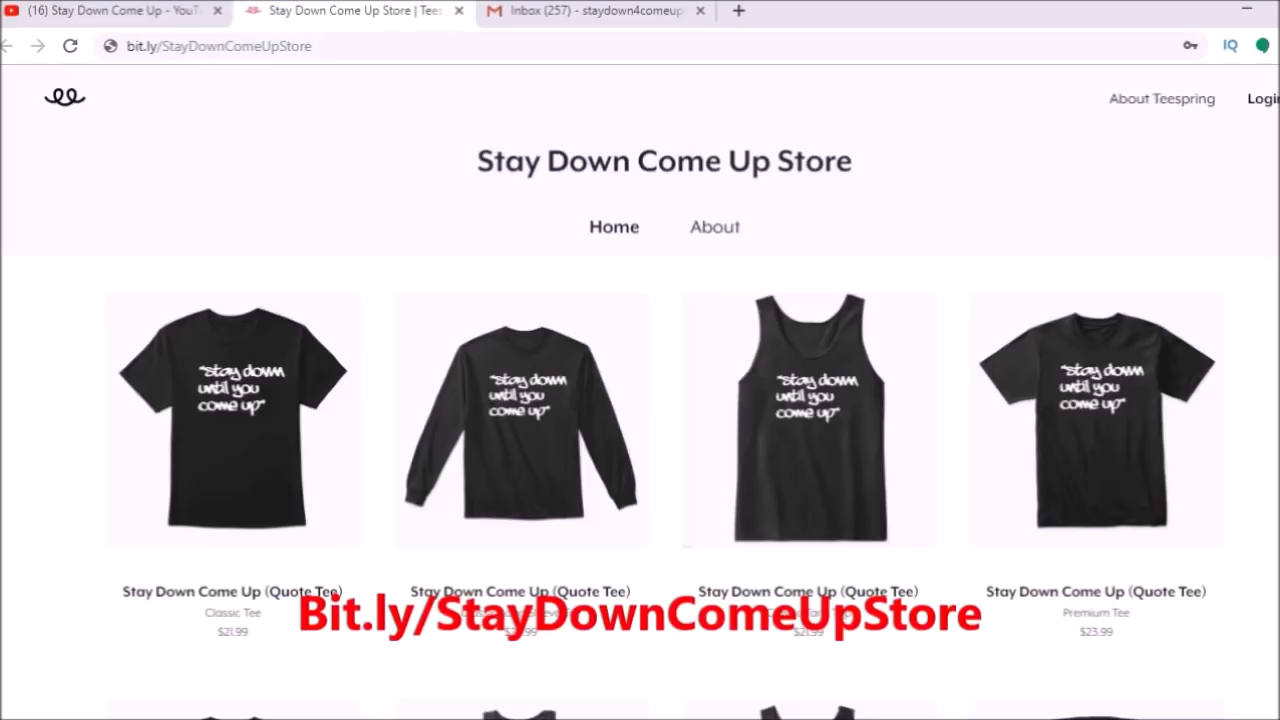 (16) Stay Down Come Up - YouT
Stay Down Come Up Store | Tees
Inbox (257) - staydown4comeup
bit.ly/StayDownComeUpStore
IQ
About Teespring
Login
Stay Down Come Up Store
Home
About
"stay down
until you
come up"
"stay down
until you
come up"
"stay down
until you
come up"
"stay down
until you
come up"
Stay Down Come Up (Quote Tee)
Stay Down Come Up (Quote Tee)
Stay Down Come Up (Quote Tee)
Stay Down Come Up (Quote Tee)
Classic Tee
Premium Tee
$21.99
$21.99
$23.99
Bit.ly/StayDownComeUpStore